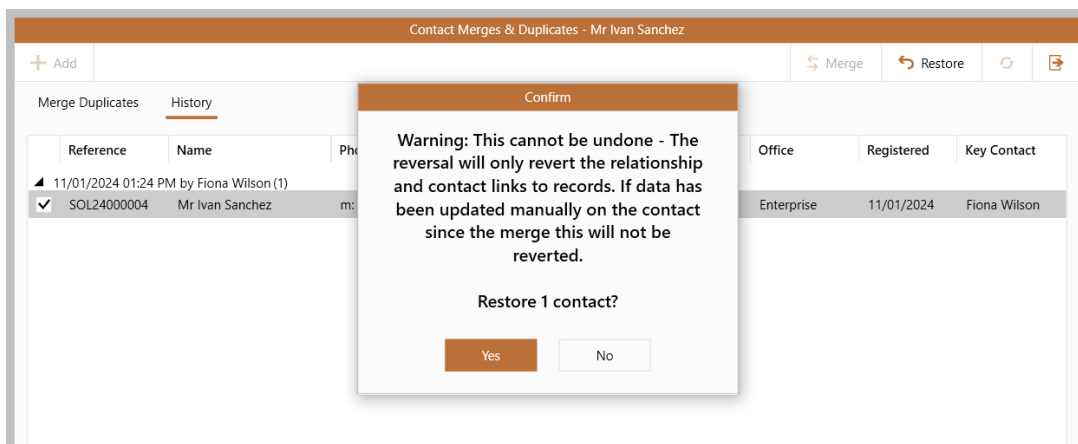 Contact Merges & Duplicates - Mr Ivan Sanchez
Add
Merge
Restore
Merge Duplicates
History
Confirm
Warning: This cannot be undone - The
reversal will only revert the relationship
and contact links to records. If data has
been updated manually on the contact
since the merge this will not be
reverted.
Restore 1 contact?
Yes
No
Reference Name Office Registered Key Contact
11/01/2024 01:24 PM by Fiona Wilson (1)
SOL24000004 Mr Ivan Sanchez m: Enterprise 11/01/2024 Fiona Wilson